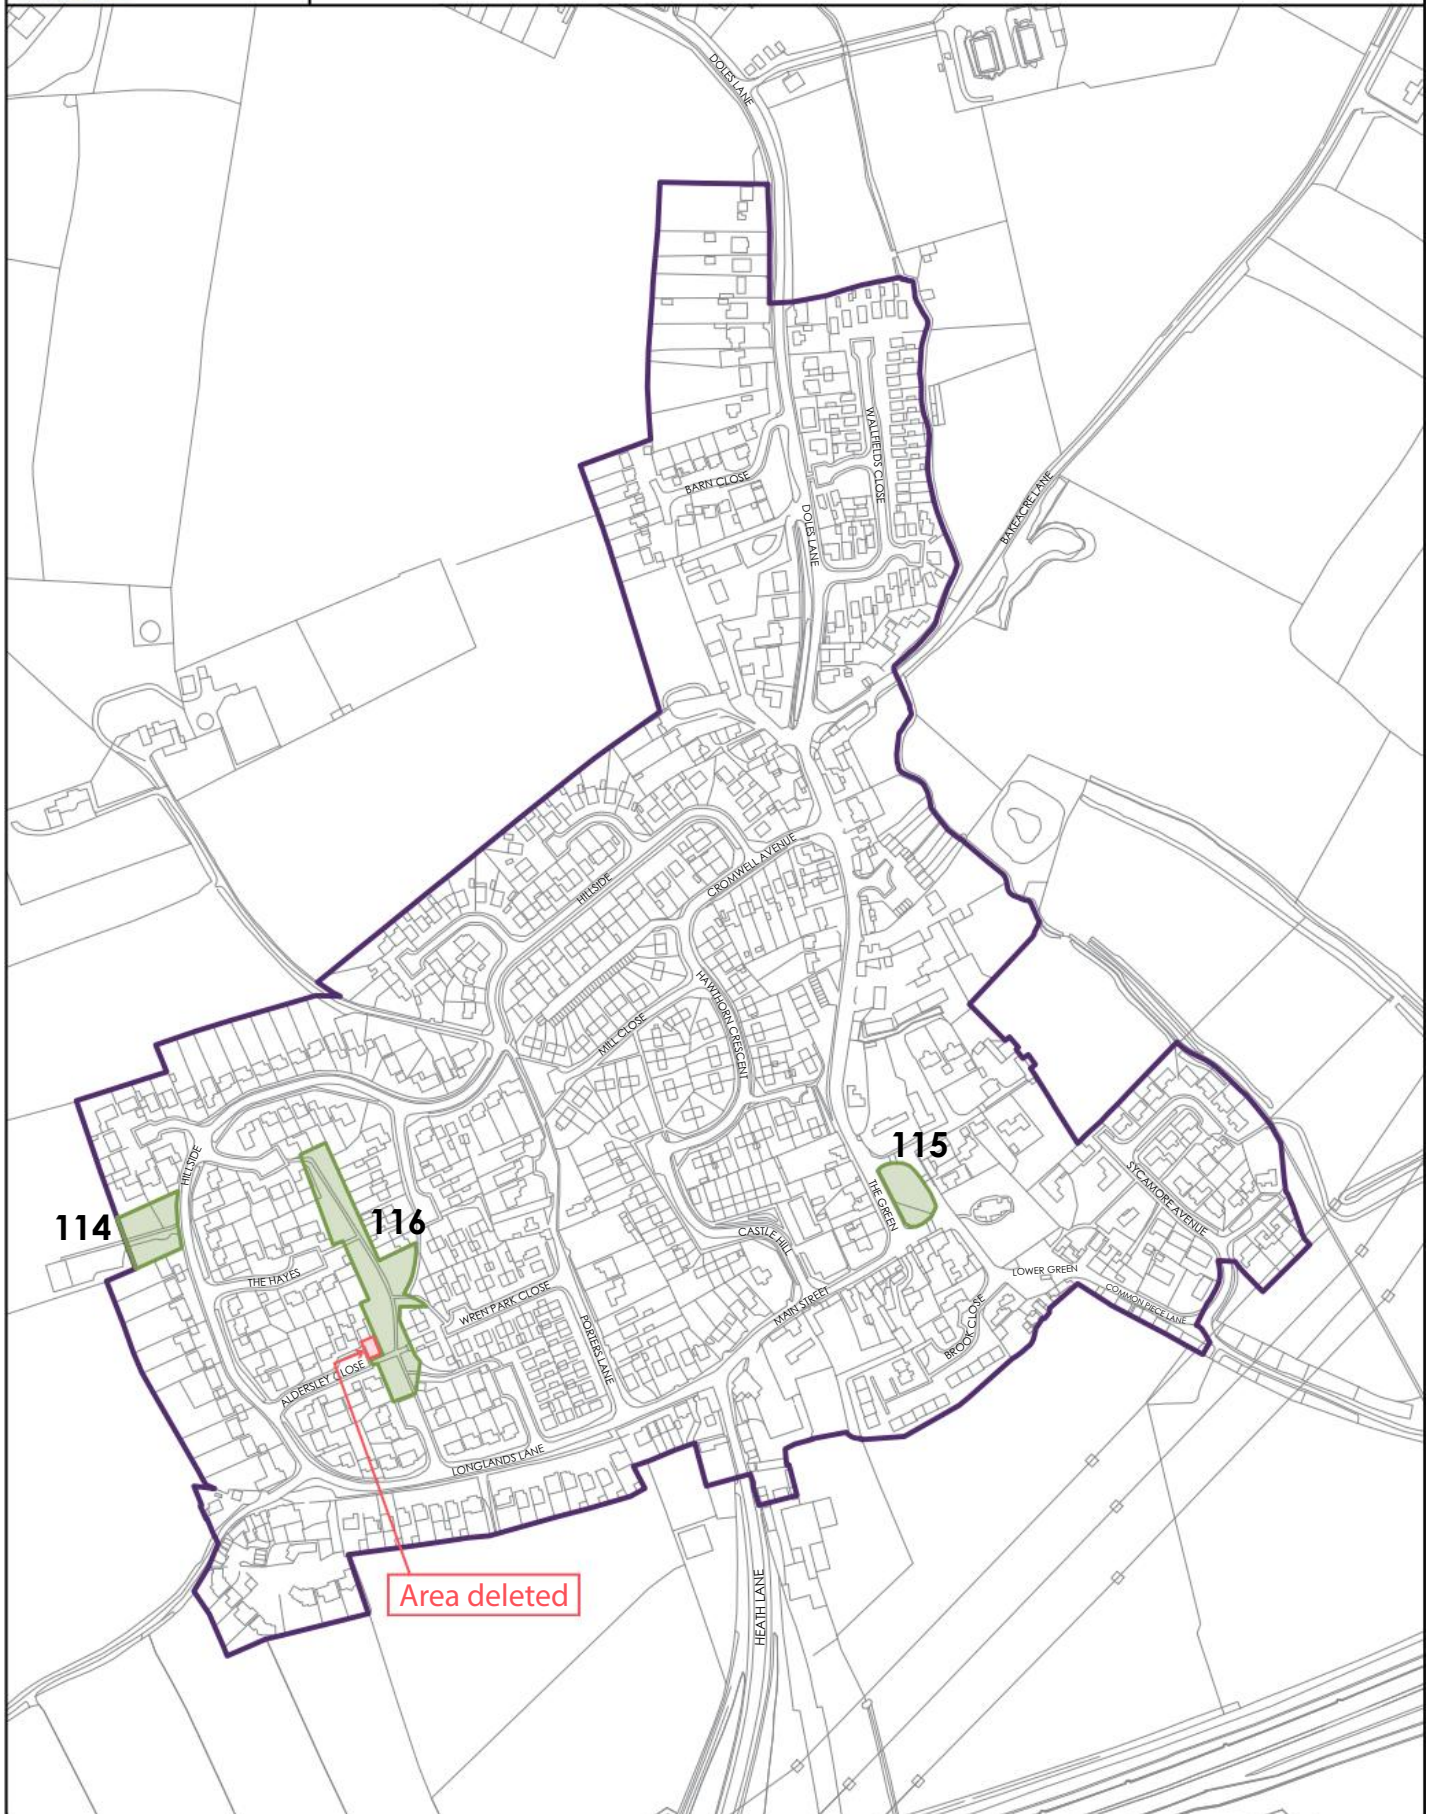 DOLES LANE
WALLFIELDS CLOSE
BARN CLOSE
BAKEACRE LANE
DOLES LANE
CROMWELL AVENUE
HILLSIDE
HAWTHORN CRESCENT
MILL CLOSE
115
HILLSIDE
SYCAMORE AVENUE
THE GREEN
114
116
CASTLE HILL
THE HAYES
LOWER GREEN
WREN PARK CLOSE
MAIN STREET
COMMON PIECE LANE
BROOK CLOSE
PORTERS LANE
ALDERSLEY CLOSE
LONGLANDS LANE
Area deleted
HEATH LANE